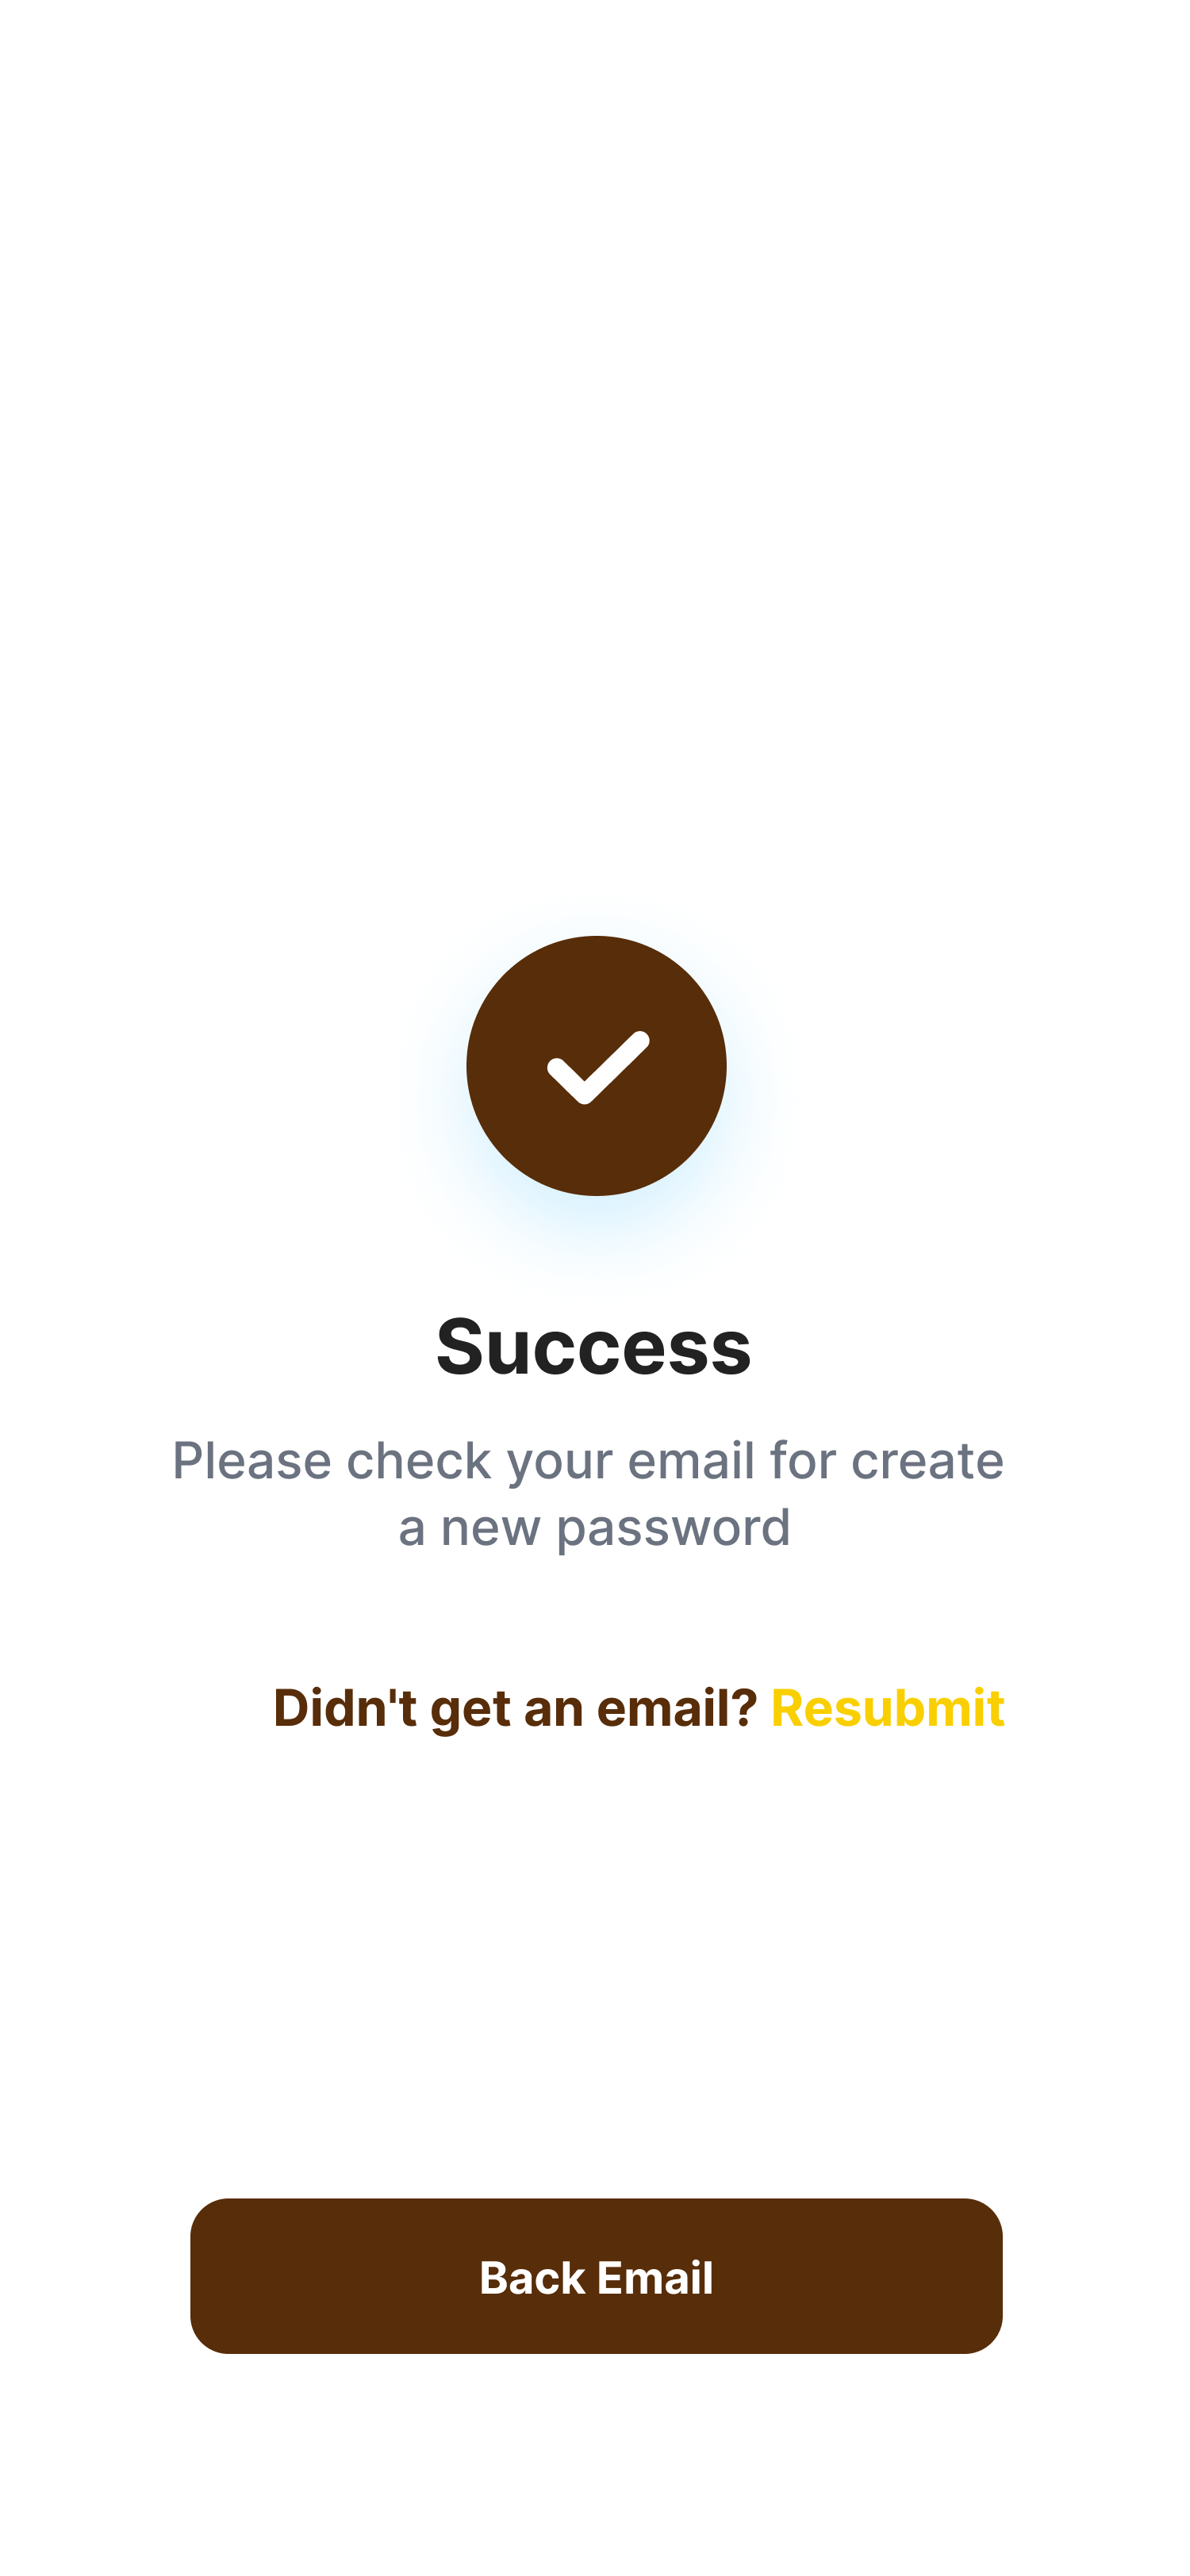 Success
Please check your email for create
a new password
Didn't get an email? Resubmit
Back Email